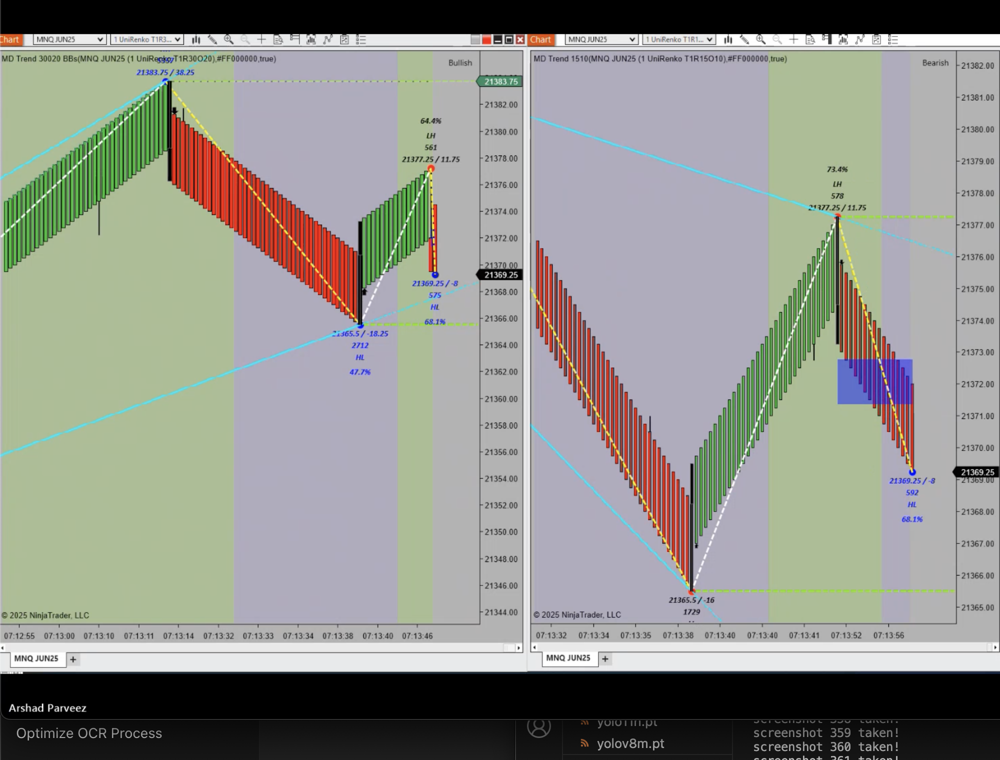 Chart
MNQ JUN25
MD Trend 30020 BBs(MNQ JUN25 (1 UniRenko T1R30O20),#FF000000,true)
Bullish
21383.75 / 38.25
64.4%
LH
561
21377.25 / 11.75
21369.25 / -8
575
HL
68.1%
21365.5 / -18.25
2712
HL
47.7%
21383.75
21382.00
21380.00
21378.00
21376.00
21374.00
21372.00
21370.00
21369.25
21368.00
21366.00
21364.00
21362.00
21360.00
21358.00
21356.00
21354.00
21352.00
21350.00
21348.00
21346.00
21344.00
© 2025 NinjaTrader, LLC
07:12:55 07:13:00 07:13:10 07:13:11 07:13:14 07:13:32 07:13:33 07:13:34 07:13:38 07:13:40 07:13:46
MNQ JUN25 +
Chart
MNQ JUN25
MD Trend 1510(MNQ JUN25 (1 UniRenko T1R15O10),#FF000000,true)
Bearish
73.4%
LH
578
21377.25 / 11.75
21369.25 / -8
592
HL
68.1%
21365.5 / -16
1729
21382.00
21381.00
21380.00
21379.00
21378.00
21377.00
21376.00
21375.00
21374.00
21373.00
21372.00
21371.00
21370.00
21369.25
21369.00
21368.00
21367.00
21366.00
21365.00
© 2025 NinjaTrader, LLC
07:13:32 07:13:34 07:13:35 07:13:38 07:13:40 07:13:40 07:13:41 07:13:52 07:13:56
MNQ JUN25 +
Arshad Parveez
Optimize OCR Process
yolo11n.pt
yolov8m.pt
screenshot 359 taken!
screenshot 360 taken!